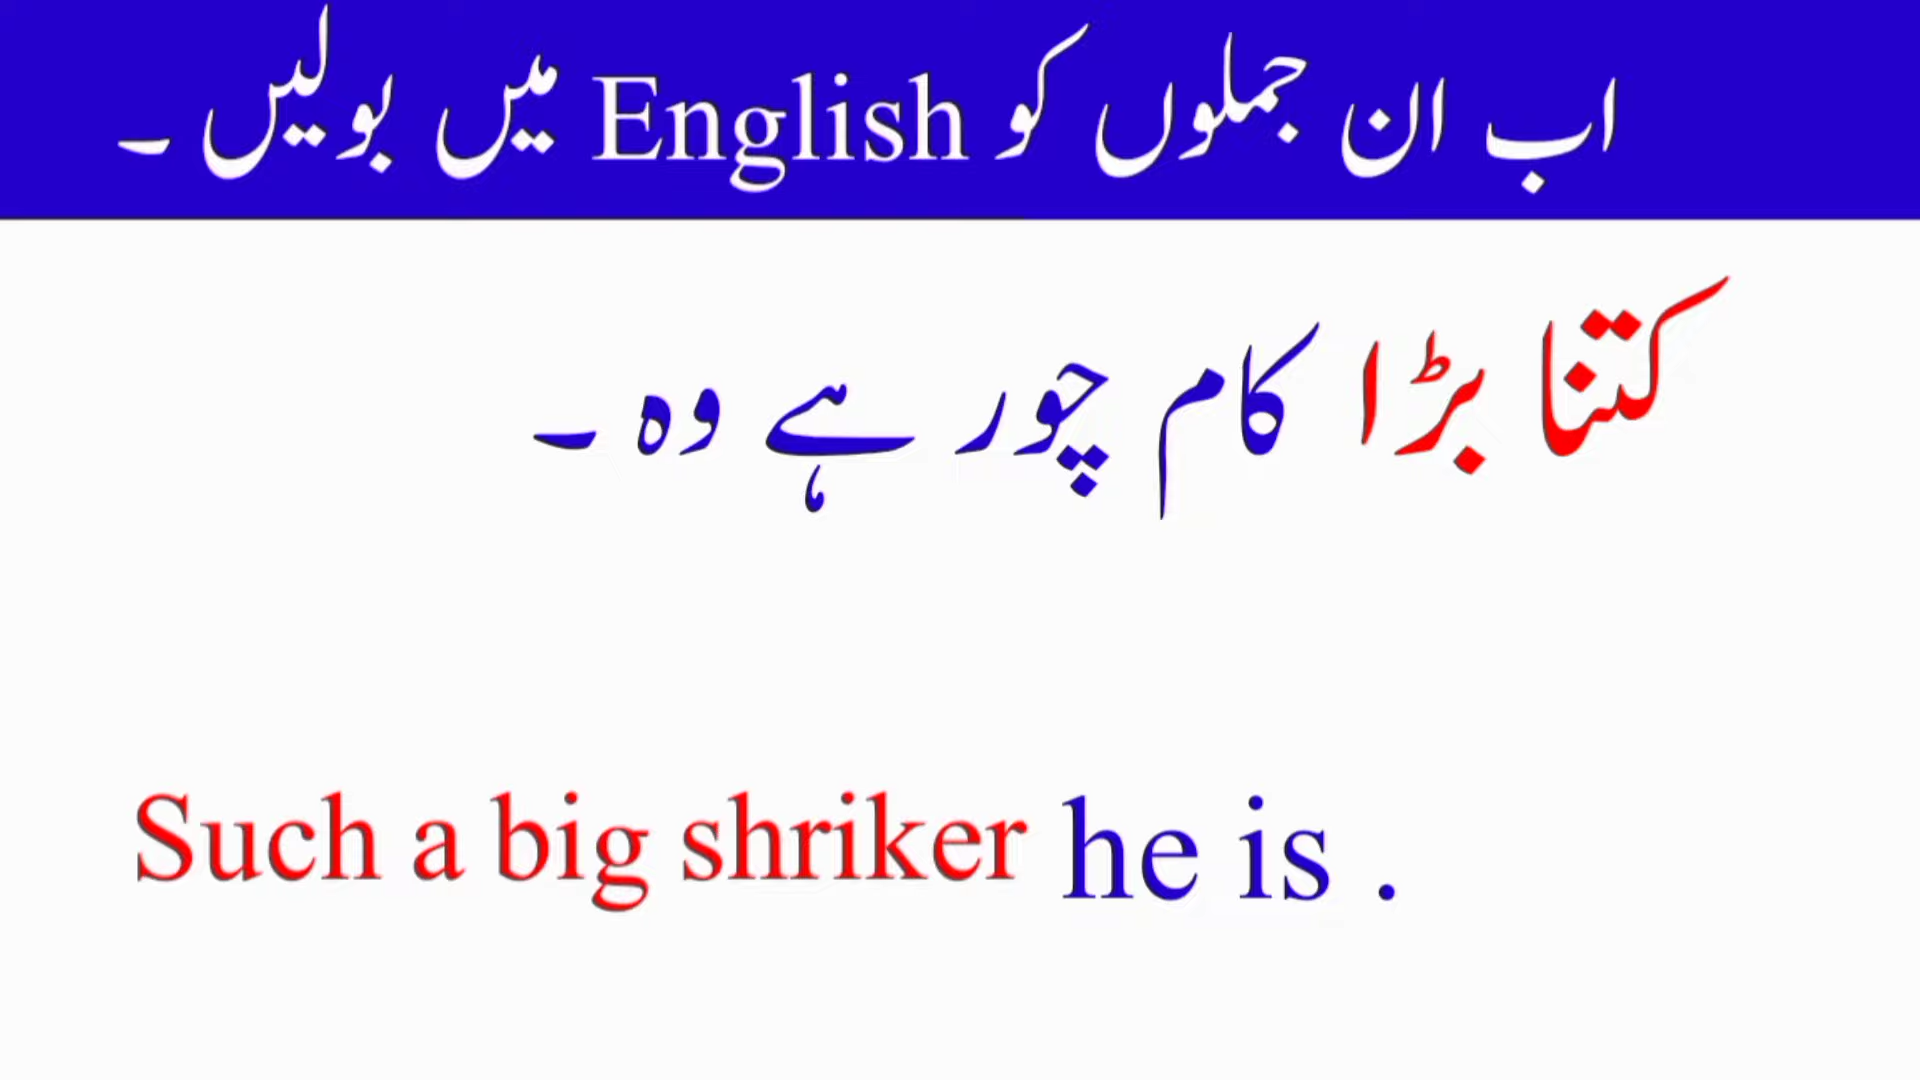 اب ان جملوں کو English میں بولیں ۔
کتنا بڑا کام چور ہے وہ ۔
Such a big shriker he is .